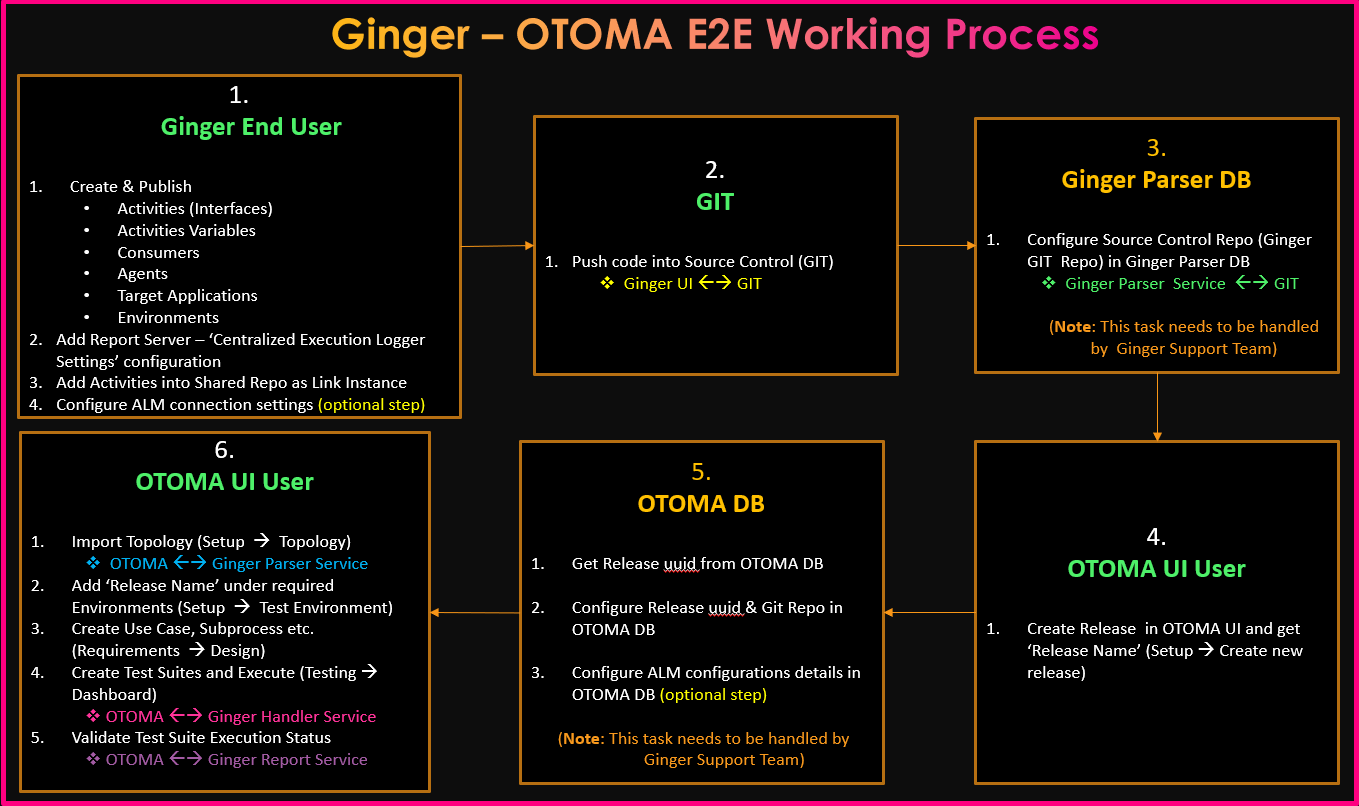 Ginger – OTOMA E2E Working Process
1.
Ginger End User
1. Create & Publish
• Activities (Interfaces)
• Activities Variables
• Consumers
• Agents
• Target Applications
• Environments
2. Add Report Server – ‘Centralized Execution Logger
Settings’ configuration
3. Add Activities into Shared Repo as Link Instance
4. Configure ALM connection settings (optional step)
2.
GIT
1. Push code into Source Control (GIT)
❖ Ginger UI ←→ GIT
3.
Ginger Parser DB
1. Configure Source Control Repo (Ginger
GIT Repo) in Ginger Parser DB
❖ Ginger Parser Service ←→ GIT
(Note: This task needs to be handled
by Ginger Support Team)
4.
OTOMA UI User
1. Create Release in OTOMA UI and get
‘Release Name’ (Setup → Create new
release)
5.
OTOMA DB
1. Get Release uuid from OTOMA DB
2. Configure Release uuid & Git Repo in
OTOMA DB
3. Configure ALM configurations details in
OTOMA DB (optional step)
(Note: This task needs to be handled by
Ginger Support Team)
6.
OTOMA UI User
1. Import Topology (Setup → Topology)
❖ OTOMA ←→ Ginger Parser Service
2. Add ‘Release Name’ under required
Environments (Setup → Test Environment)
3. Create Use Case, Subprocess etc.
(Requirements → Design)
4. Create Test Suites and Execute (Testing →
Dashboard)
❖ OTOMA ←→ Ginger Handler Service
5. Validate Test Suite Execution Status
❖ OTOMA ←→ Ginger Report Service